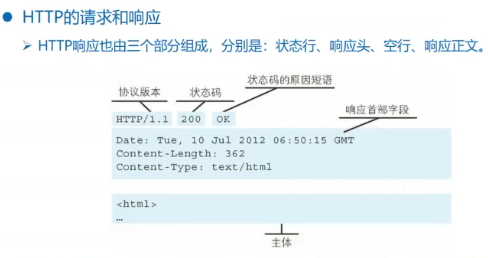 HTTP的请求和响应
HTTP响应也由三个部分组成，分别是：状态行、响应头、空行、响应正文。
协议版本 状态码 状态码的原因短语
HTTP/1.1 200 OK
响应首部字段
Date: Tue, 10 Jul 2012 06:50:15 GMT
Content-Length: 362
Content-Type: text/html
<html>
…
主体